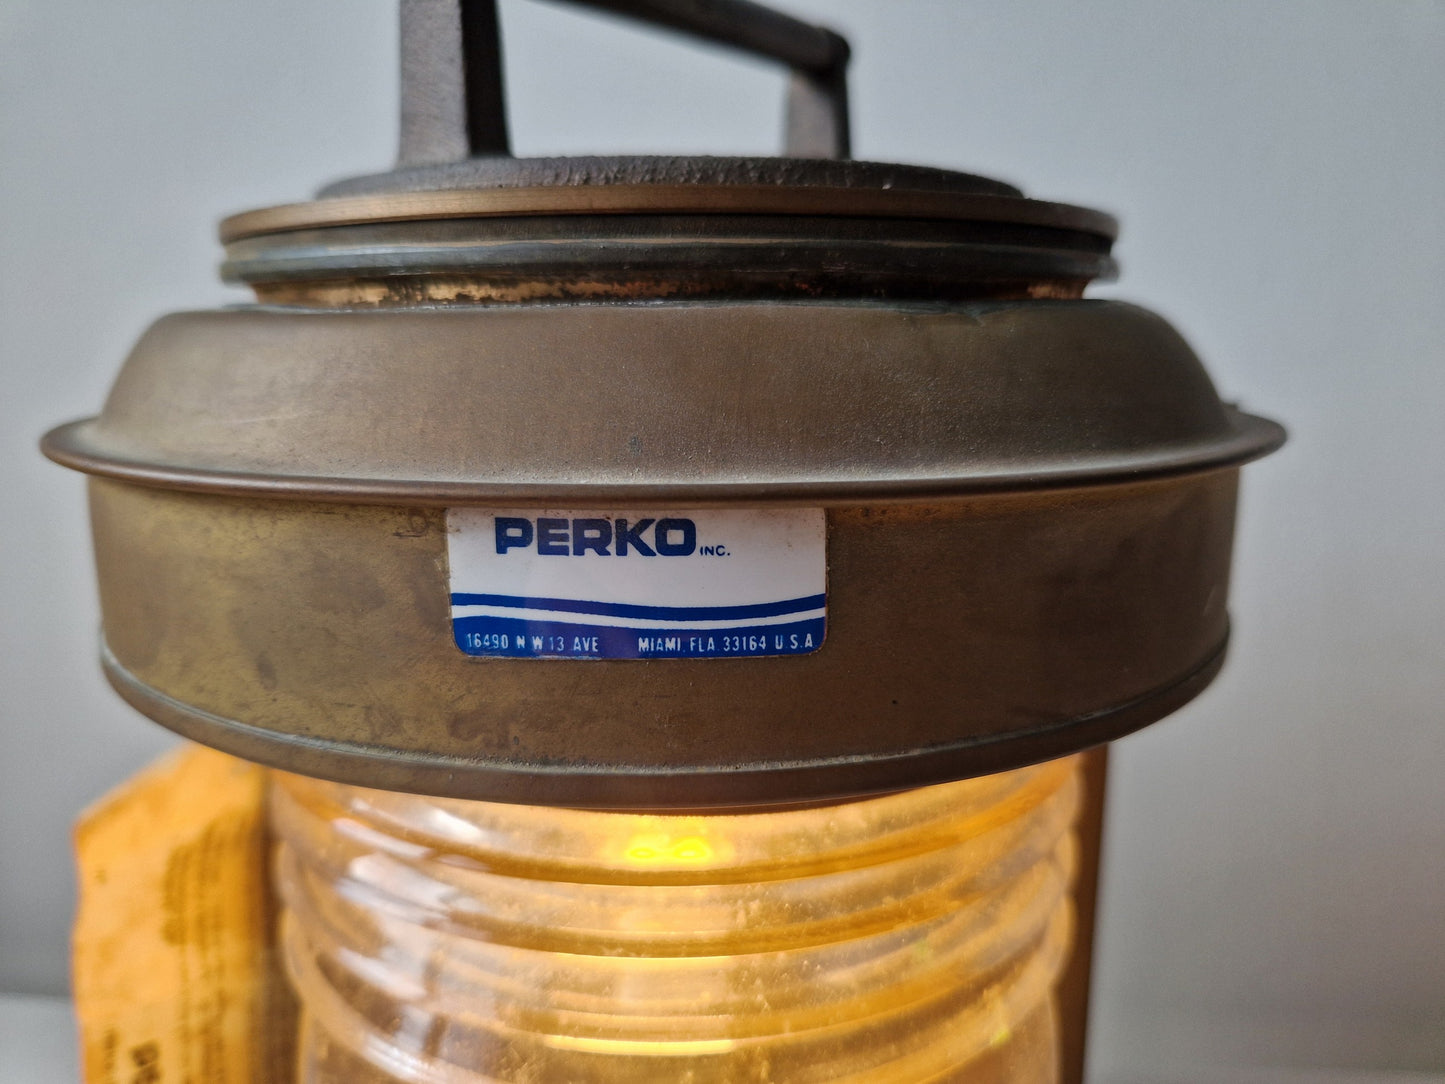 PERKO INC.
16490 N W 13 AVE MIAMI, FLA 33164 U.S.A